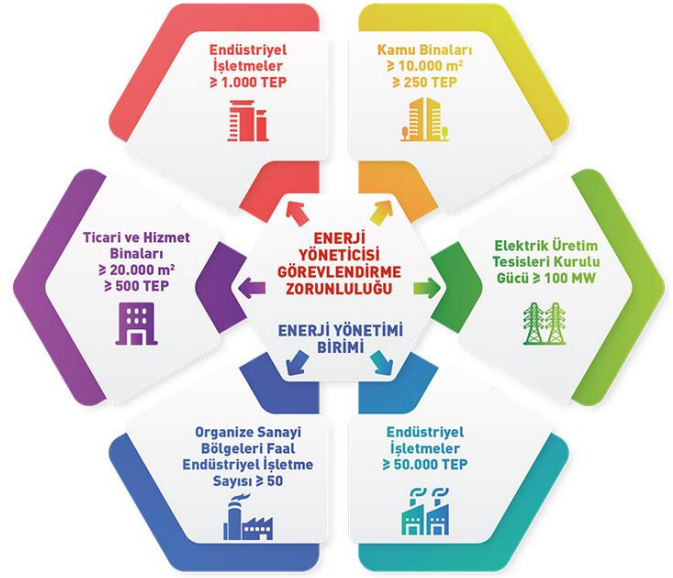 Endüstriyel
İşletmeler
≥ 1.000 TEP
Kamu Binaları
≥ 10.000 m²
≥ 250 TEP
Ticari ve Hizmet
Binaları
≥ 20.000 m²
≥ 500 TEP
ENERJİ
YÖNETİCİSİ
GÖREVLENDİRME
ZORUNLULUĞU
ENERJİ YÖNETİMİ
BİRİMİ
Elektrik Üretim
Tesisleri Kurulu
Gücü ≥ 100 MW
Organize Sanayi
Bölgeleri Faal
Endüstriyel İşletme
Sayısı ≥ 50
Endüstriyel
İşletmeler
≥ 50.000 TEP